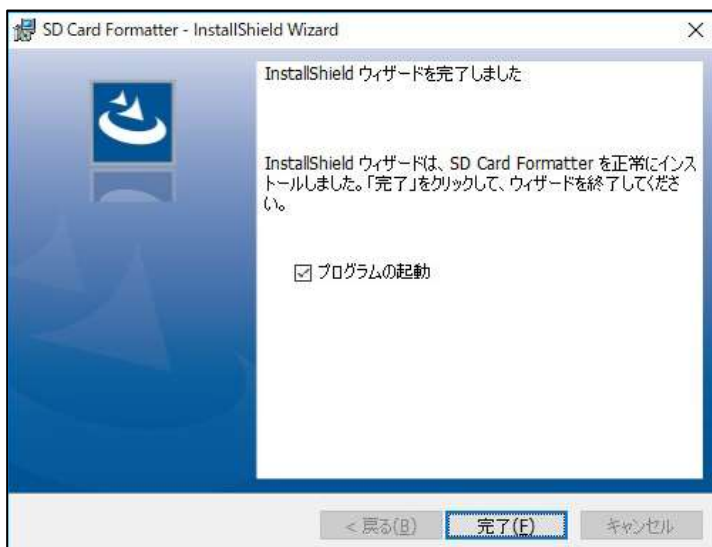 SD Card Formatter - InstallShield Wizard
InstallShield ウィザードを完了しました
InstallShield ウィザードは、SD Card Formatter を正常にインス
トールしました。「完了」をクリックして、ウィザードを終了してくださ
い。
プログラムの起動
< 戻る(B) 完了(F) キャンセル